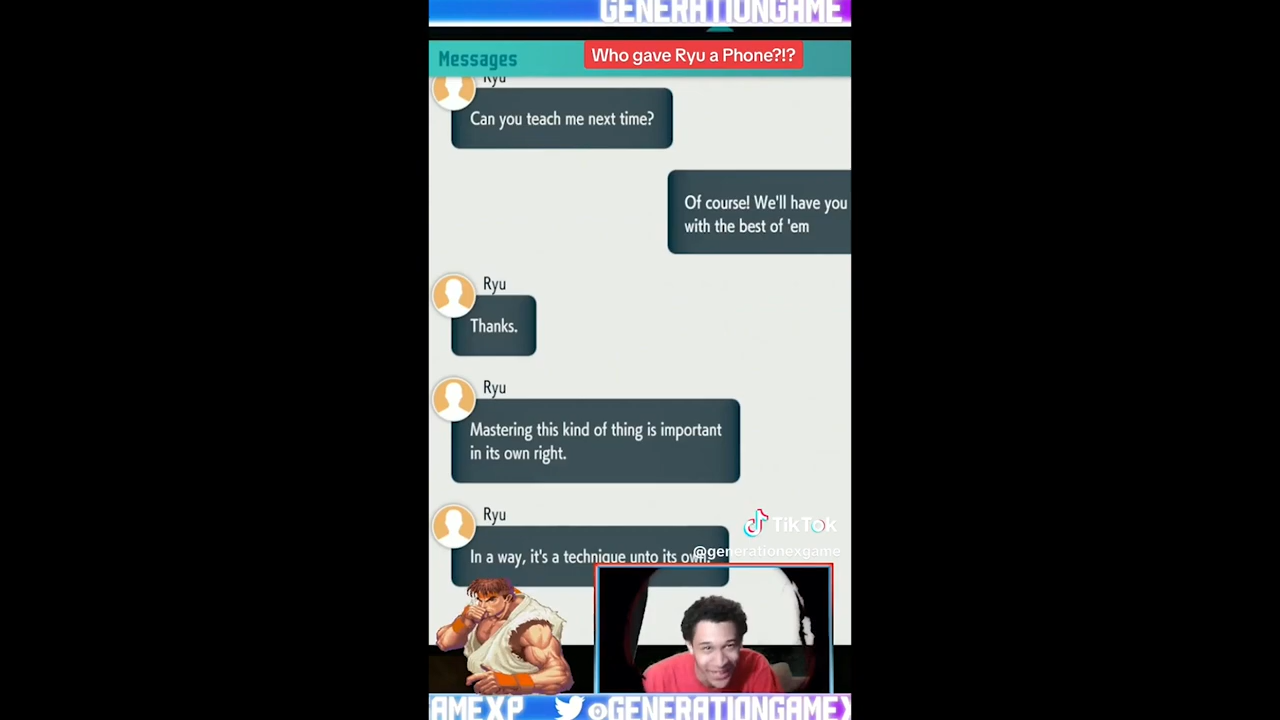 GENERATIONGAME
Messages
Who gave Ryu a Phone?!?
Ryu
Can you teach me next time?
Of course! We'll have you
with the best of 'em
Ryu
Thanks.
Ryu
Mastering this kind of thing is important
in its own right.
Ryu
In a way, it's a technique unto its own.
TikTok
@generationexgame
AMEXP
@GENERATIONGAMEX